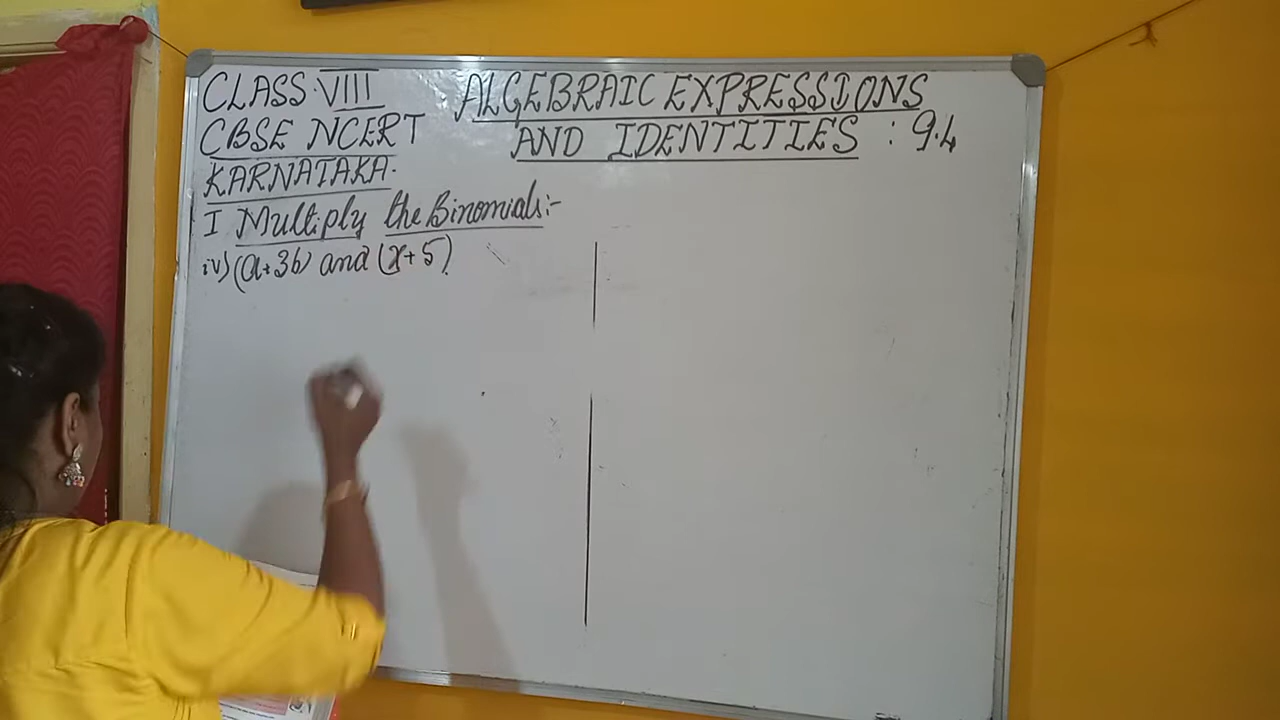 CLASS·VIII
CBSE NCERT
KARNATAKA·
ALGEBRAIC EXPRESSIONS
AND IDENTITIES : 9.4
I Multiply the Binomials:-
iv) (a+3b) and (x+5)